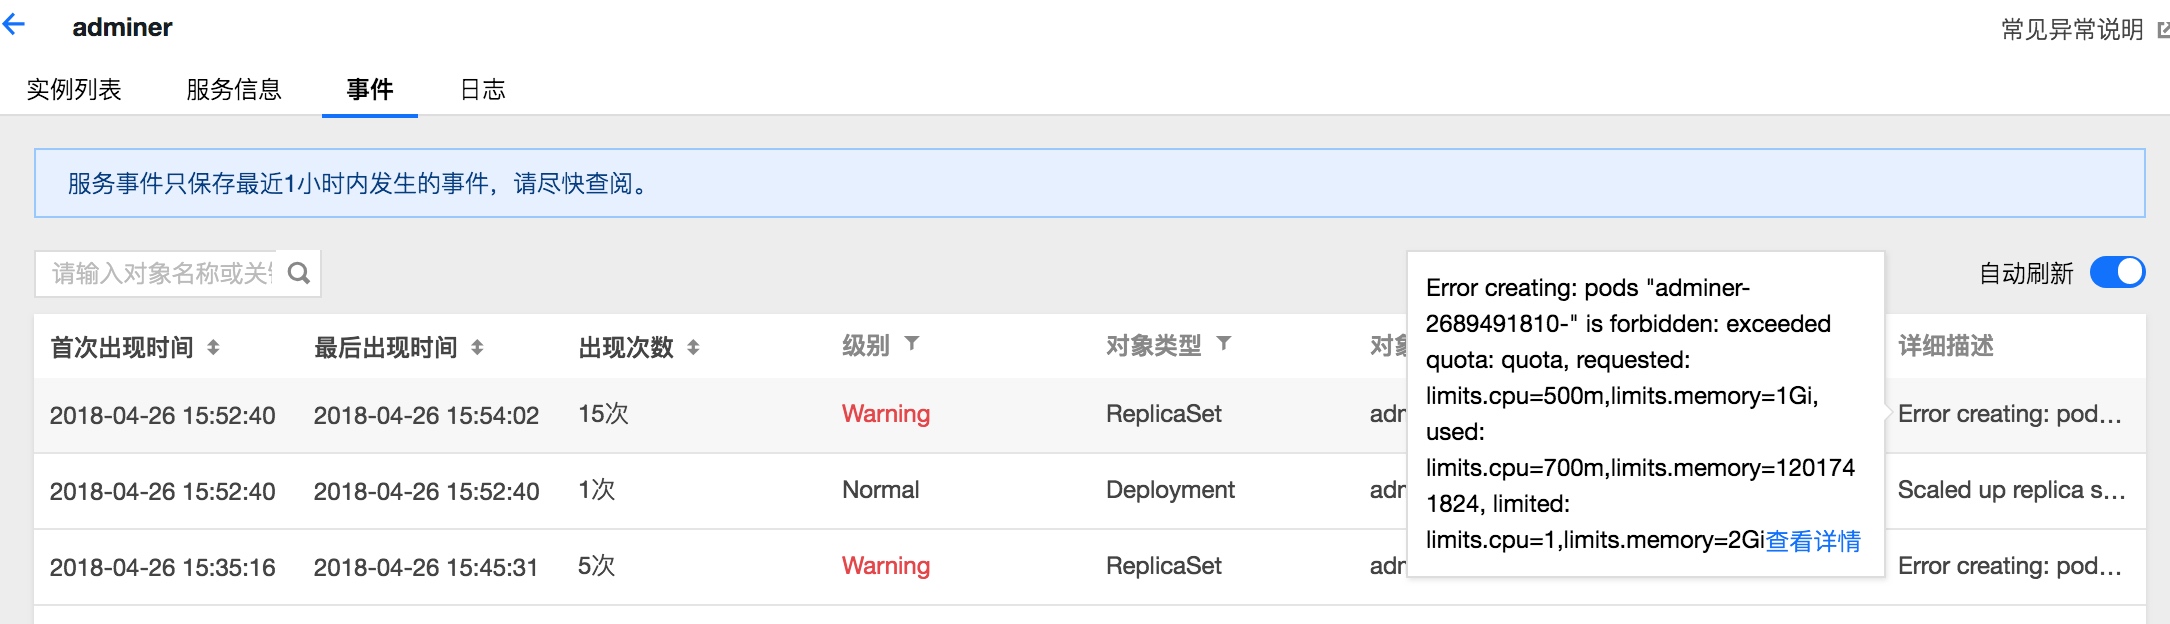 adminer
常见异常说明
实例列表 服务信息 事件 日志
服务事件只保存最近1小时内发生的事件，请尽快查阅。
请输入对象名称或关
自动刷新
首次出现时间 最后出现时间 出现次数 级别 对象类型 对 详细描述
2018-04-26 15:52:40 2018-04-26 15:54:02 15次 Warning ReplicaSet adn Error creating: pod...
2018-04-26 15:52:40 2018-04-26 15:52:40 1次 Normal Deployment adn Scaled up replica s...
2018-04-26 15:35:16 2018-04-26 15:45:31 5次 Warning ReplicaSet adn Error creating: pod...
Error creating: pods "adminer-
2689491810-" is forbidden: exceeded
quota: quota, requested:
limits.cpu=500m,limits.memory=1Gi,
used:
limits.cpu=700m,limits.memory=120174
1824, limited:
limits.cpu=1,limits.memory=2Gi查看详情